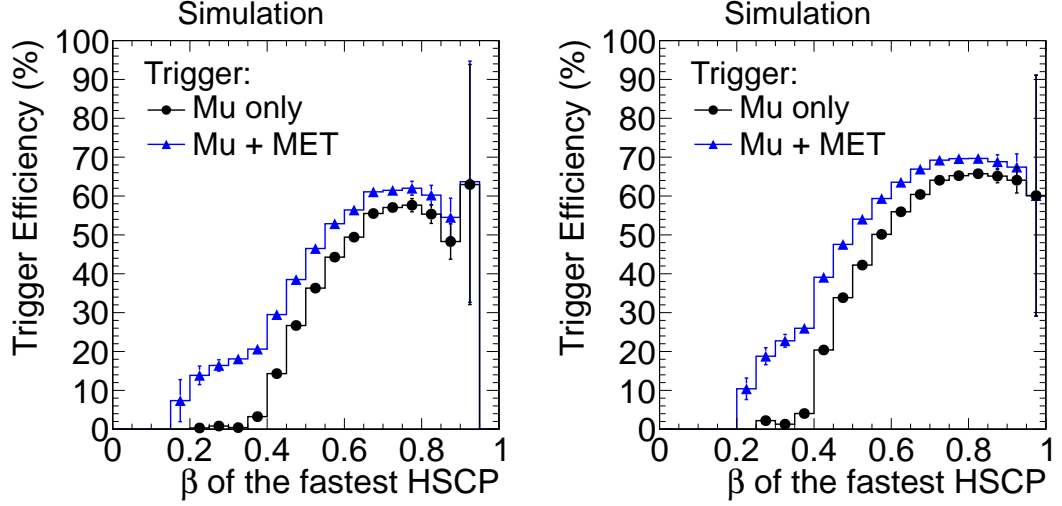 Simulation
Trigger Efficiency (%)
100
90
80
70
60
50
40
30
20
10
0
Trigger:
Mu only
Mu + MET
0 0.2 0.4 0.6 0.8 1
β of the fastest HSCP
Simulation
Trigger Efficiency (%)
100
90
80
70
60
50
40
30
20
10
0
Trigger:
Mu only
Mu + MET
0 0.2 0.4 0.6 0.8 1
β of the fastest HSCP